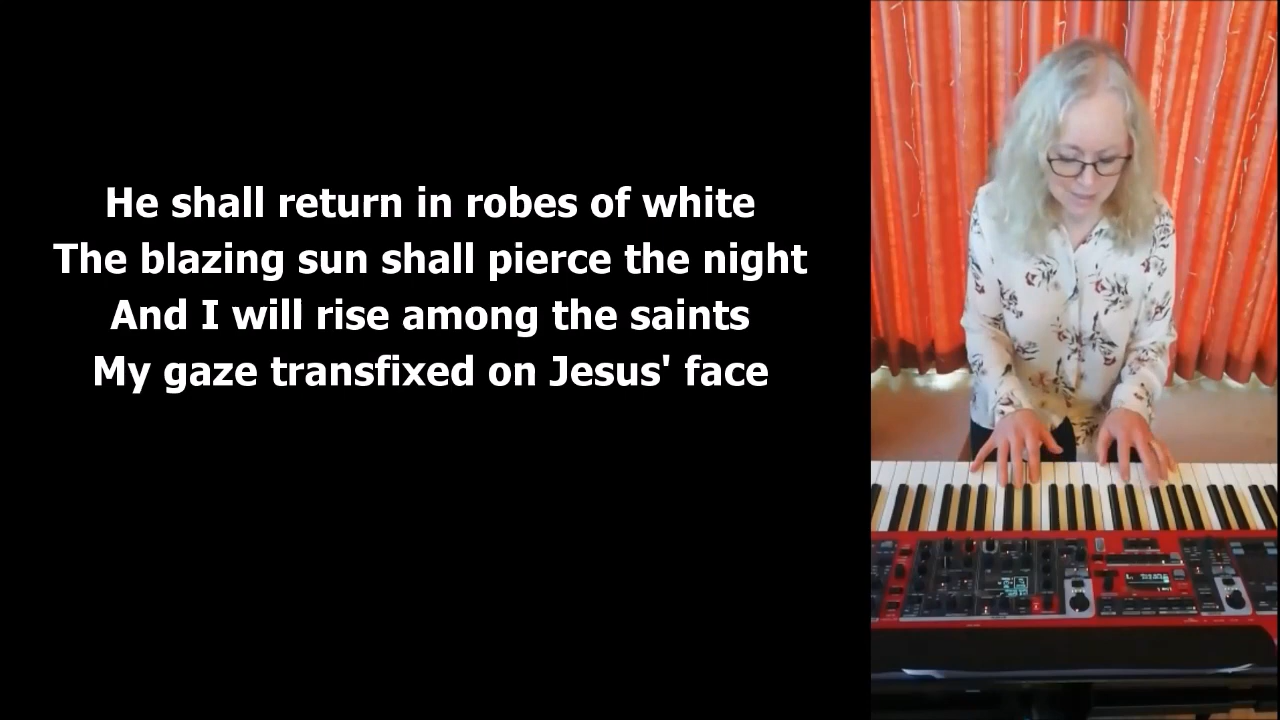 He shall return in robes of white
The blazing sun shall pierce the night
And I will rise among the saints
My gaze transfixed on Jesus' face